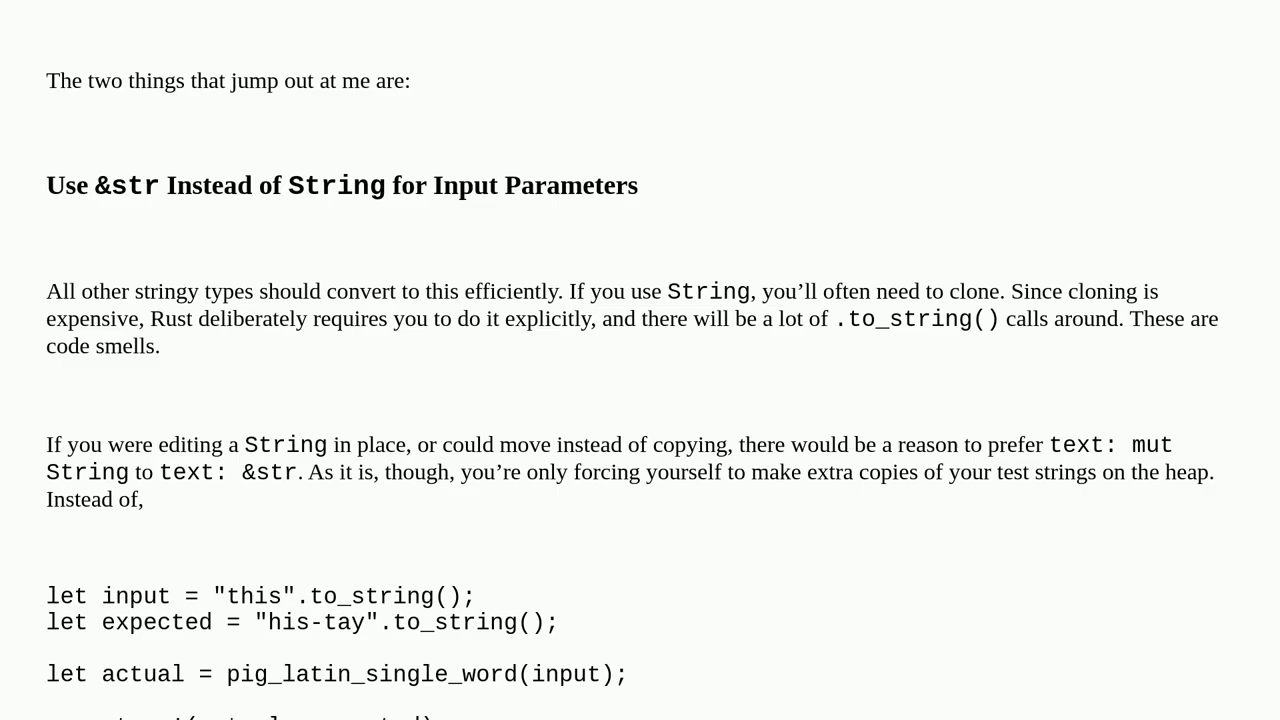 The two things that jump out at me are:
Use &str Instead of String for Input Parameters
All other stringy types should convert to this efficiently. If you use String, you’ll often need to clone. Since cloning is
expensive, Rust deliberately requires you to do it explicitly, and there will be a lot of .to_string() calls around. These are
code smells.
If you were editing a String in place, or could move instead of copying, there would be a reason to prefer text: mut
String to text: &str. As it is, though, you’re only forcing yourself to make extra copies of your test strings on the heap.
Instead of,
let input = "this".to_string();
let expected = "his-tay".to_string();
let actual = pig_latin_single_word(input);